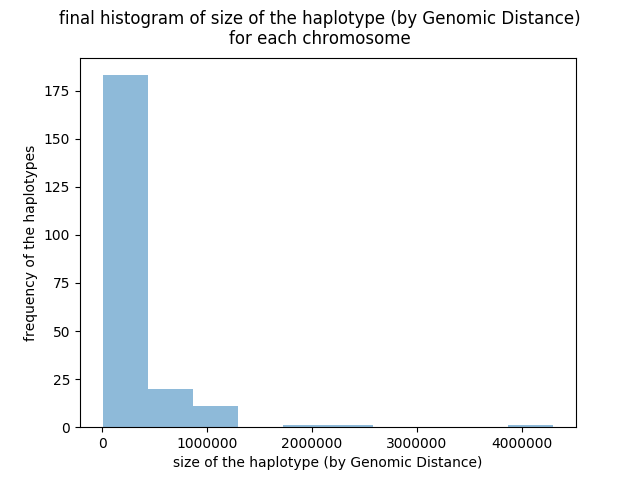 final histogram of size of the haplotype (by Genomic Distance)
for each chromosome
175
150
125
100
75
50
25
0
frequency of the haplotypes
0 1000000 2000000 3000000 4000000
size of the haplotype (by Genomic Distance)